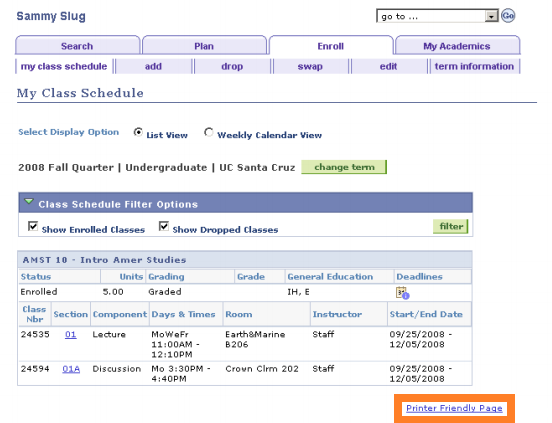 Sammy Slug
go to ...
Go
Search Plan Enroll My Academics
my class schedule add drop swap edit term information
My Class Schedule
Select Display Option List View Weekly Calendar View
2008 Fall Quarter | Undergraduate | UC Santa Cruz change term
Class Schedule Filter Options
Show Enrolled Classes Show Dropped Classes filter
AMST 10 - Intro Amer Studies
Status Units Grading Grade General Education Deadlines
Enrolled 5.00 Graded IH, E
Class Nbr Section Component Days & Times Room Instructor Start/End Date
24535 01 Lecture MoWeFr Earth&Marine Staff 09/25/2008 -
11:00AM - B206 12/05/2008
12:10PM
24594 01A Discussion Mo 3:30PM - Crown Clrm 202 Staff 09/25/2008 -
4:40PM 12/05/2008
Printer Friendly Page